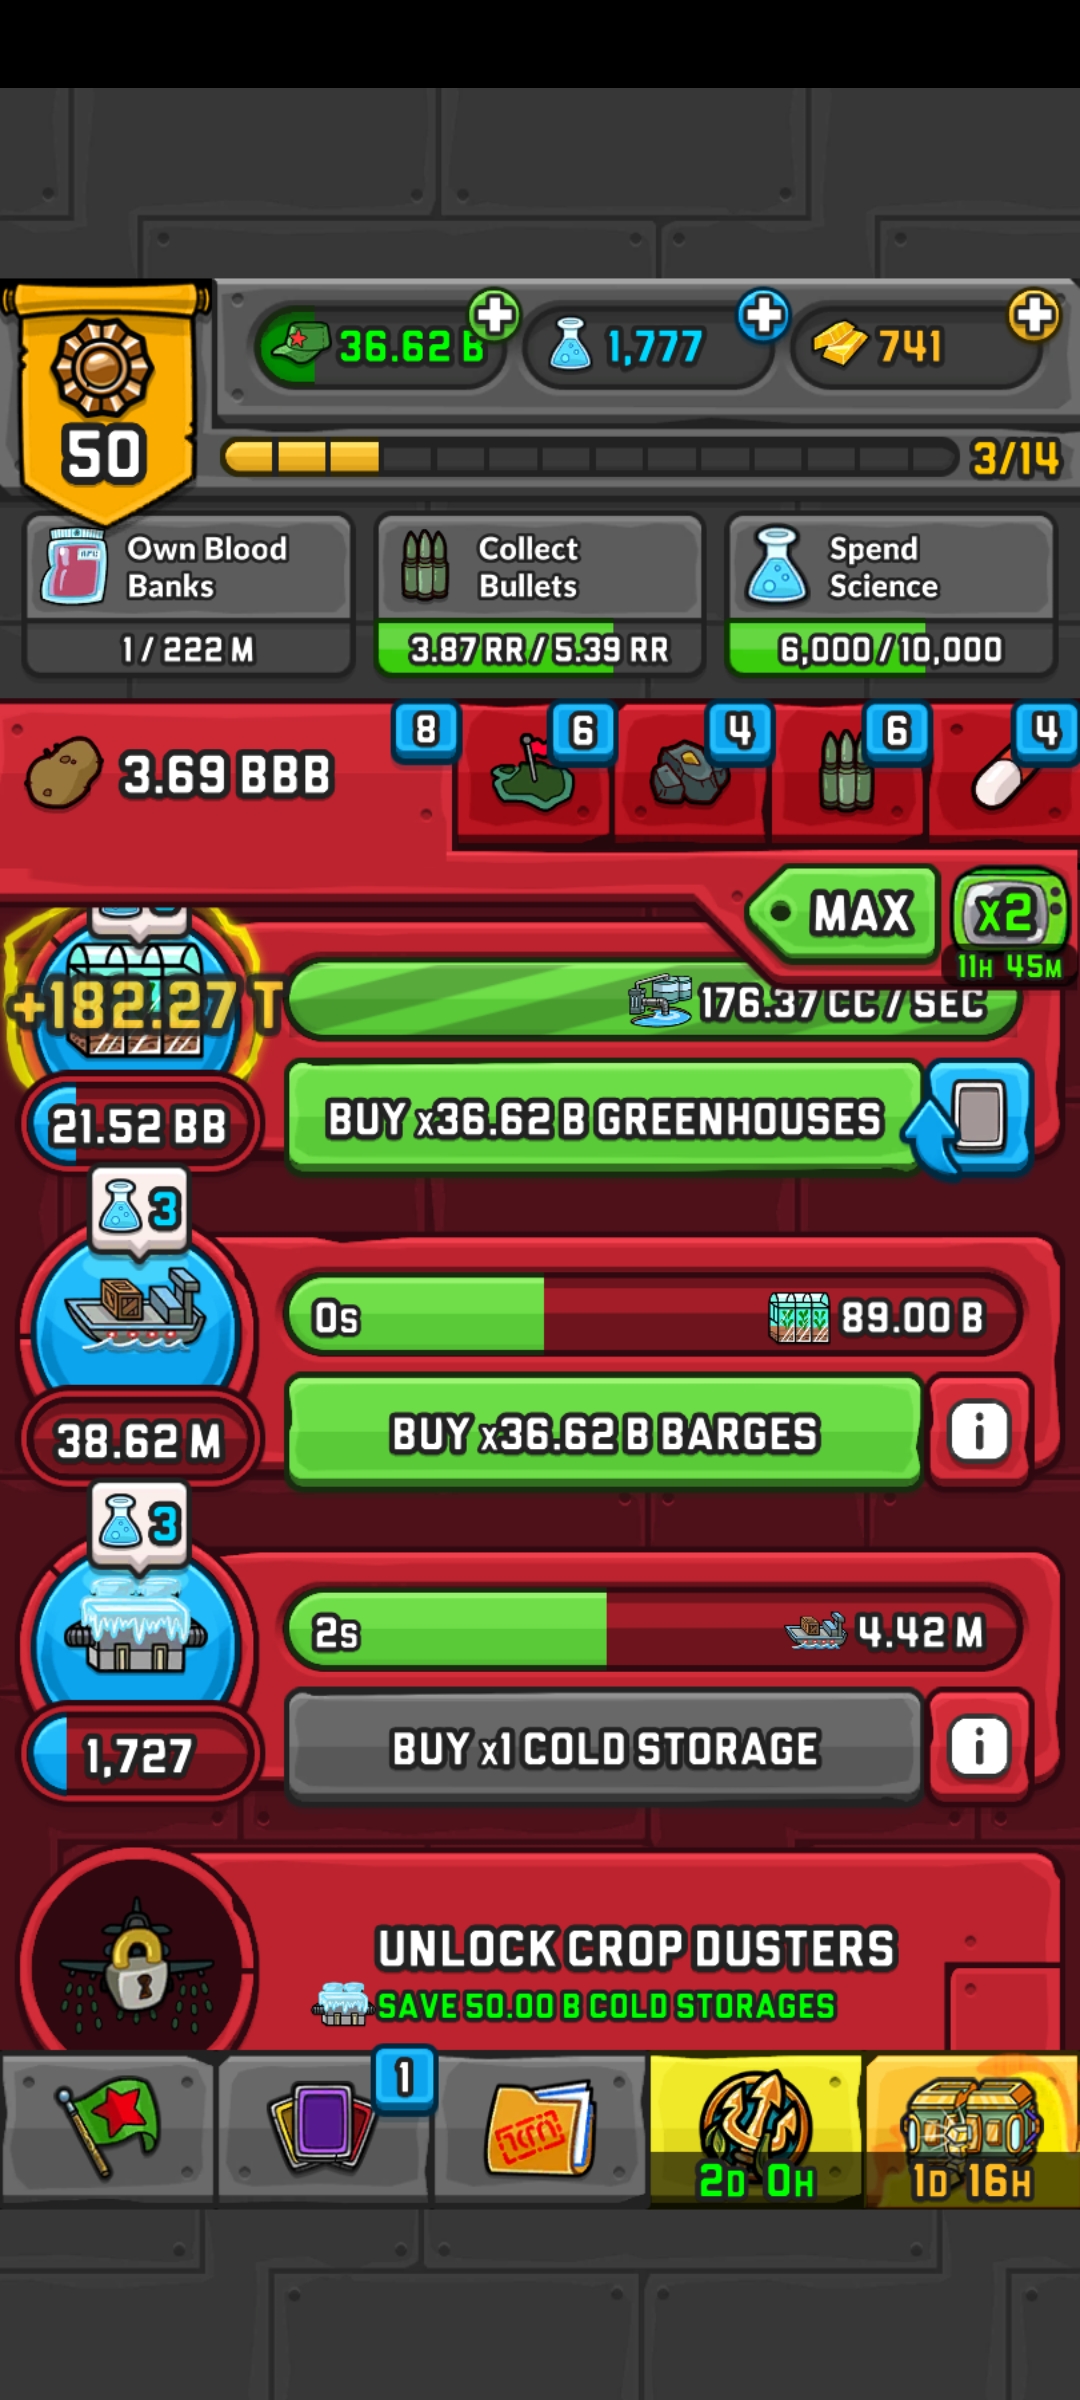 36.62 B
1,777
741
50
3/14
Own Blood
Banks
1 / 222 M
Collect
Bullets
3.87 RR / 5.39 RR
Spend
Science
6,000 / 10,000
3.69 BBB
8
6
4
6
4
MAX
x2
11H 45M
+182.27 T
176.37 CC / SEC
21.52 BB
BUY x36.62 B GREENHOUSES
3
0s
89.00 B
38.62 M
BUY x36.62 B BARGES
i
3
2s
4.42 M
1,727
BUY x1 COLD STORAGE
i
UNLOCK CROP DUSTERS
SAVE 50.00 B COLD STORAGES
1
2D 0H
1D 16H